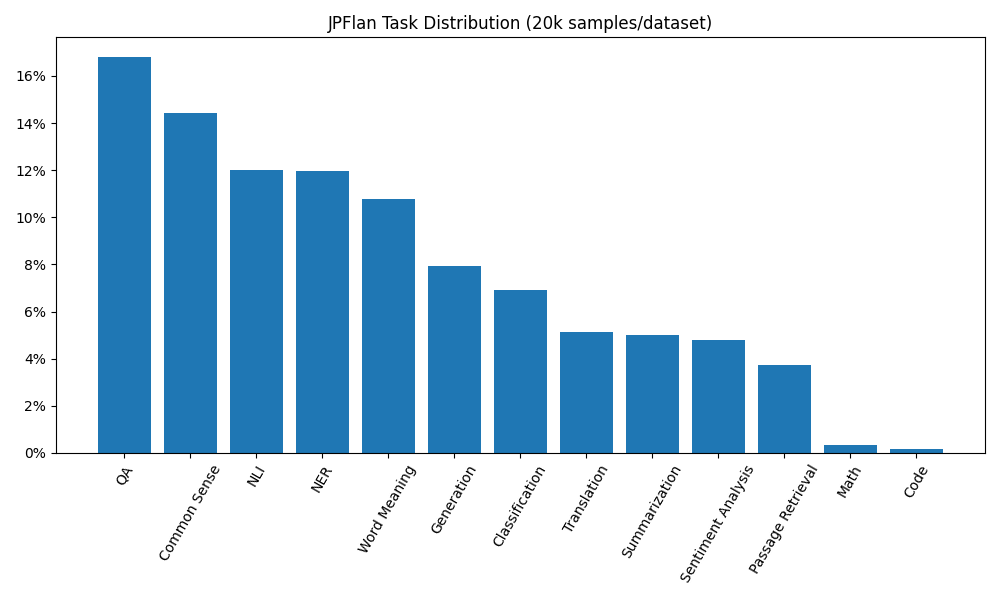 JPFlan Task Distribution (20k samples/dataset)
16%
14%
12%
10%
8%
6%
4%
2%
0%
QA
Common Sense
NLI
NER
Word Meaning
Generation
Classification
Translation
Summarization
Sentiment Analysis
Passage Retrieval
Math
Code